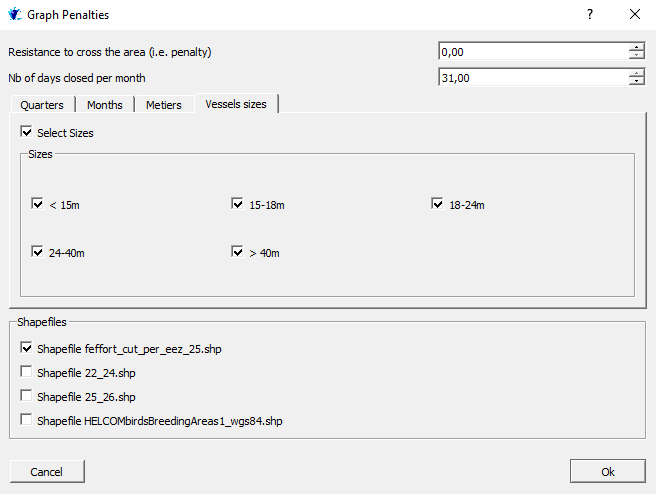 Graph Penalties
Resistance to cross the area (i.e. penalty) 0,00
Nb of days closed per month 31,00
Quarters Months Metiers Vessels sizes
Select Sizes
Sizes
< 15m 15-18m 18-24m
24-40m > 40m
Shapefiles
Shapefile feffort_cut_per_eez_25.shp
Shapefile 22_24.shp
Shapefile 25_26.shp
Shapefile HELCOMbirdsBreedingAreas1_wgs84.shp
Cancel Ok